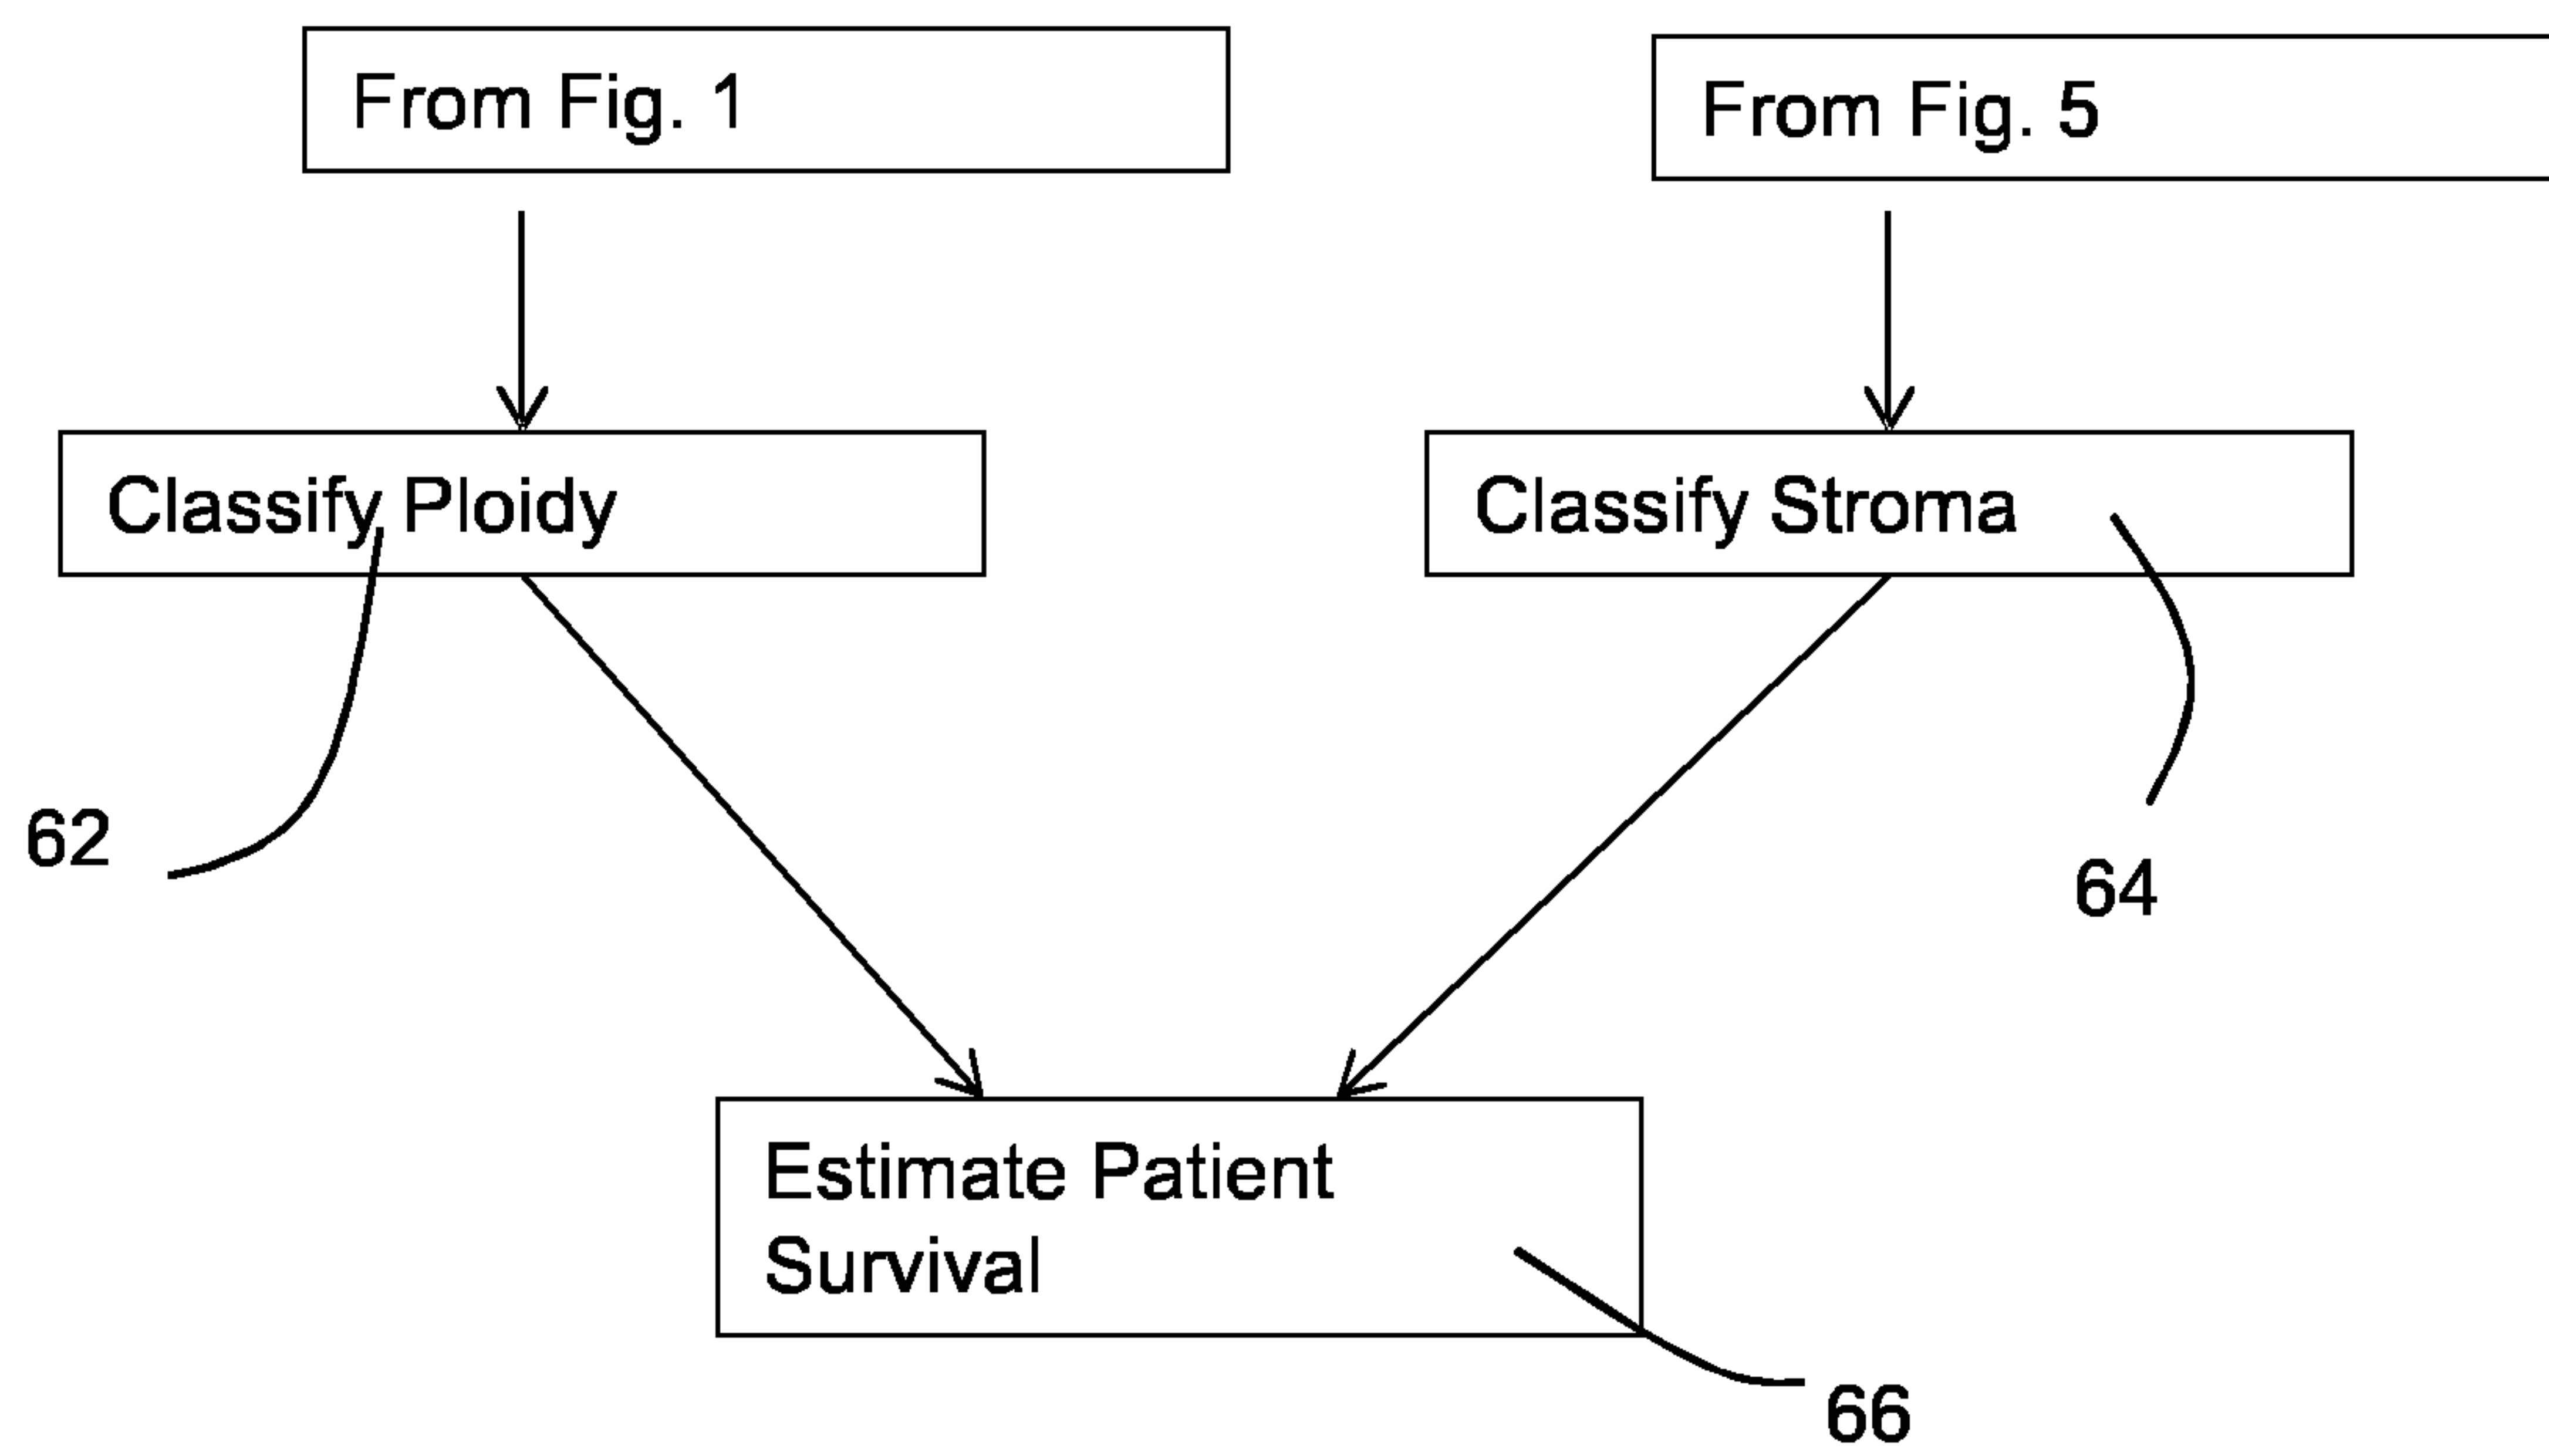 From Fig. 1
From Fig. 5
Classify Ploidy
Classify Stroma
62
64
Estimate Patient
Survival
66